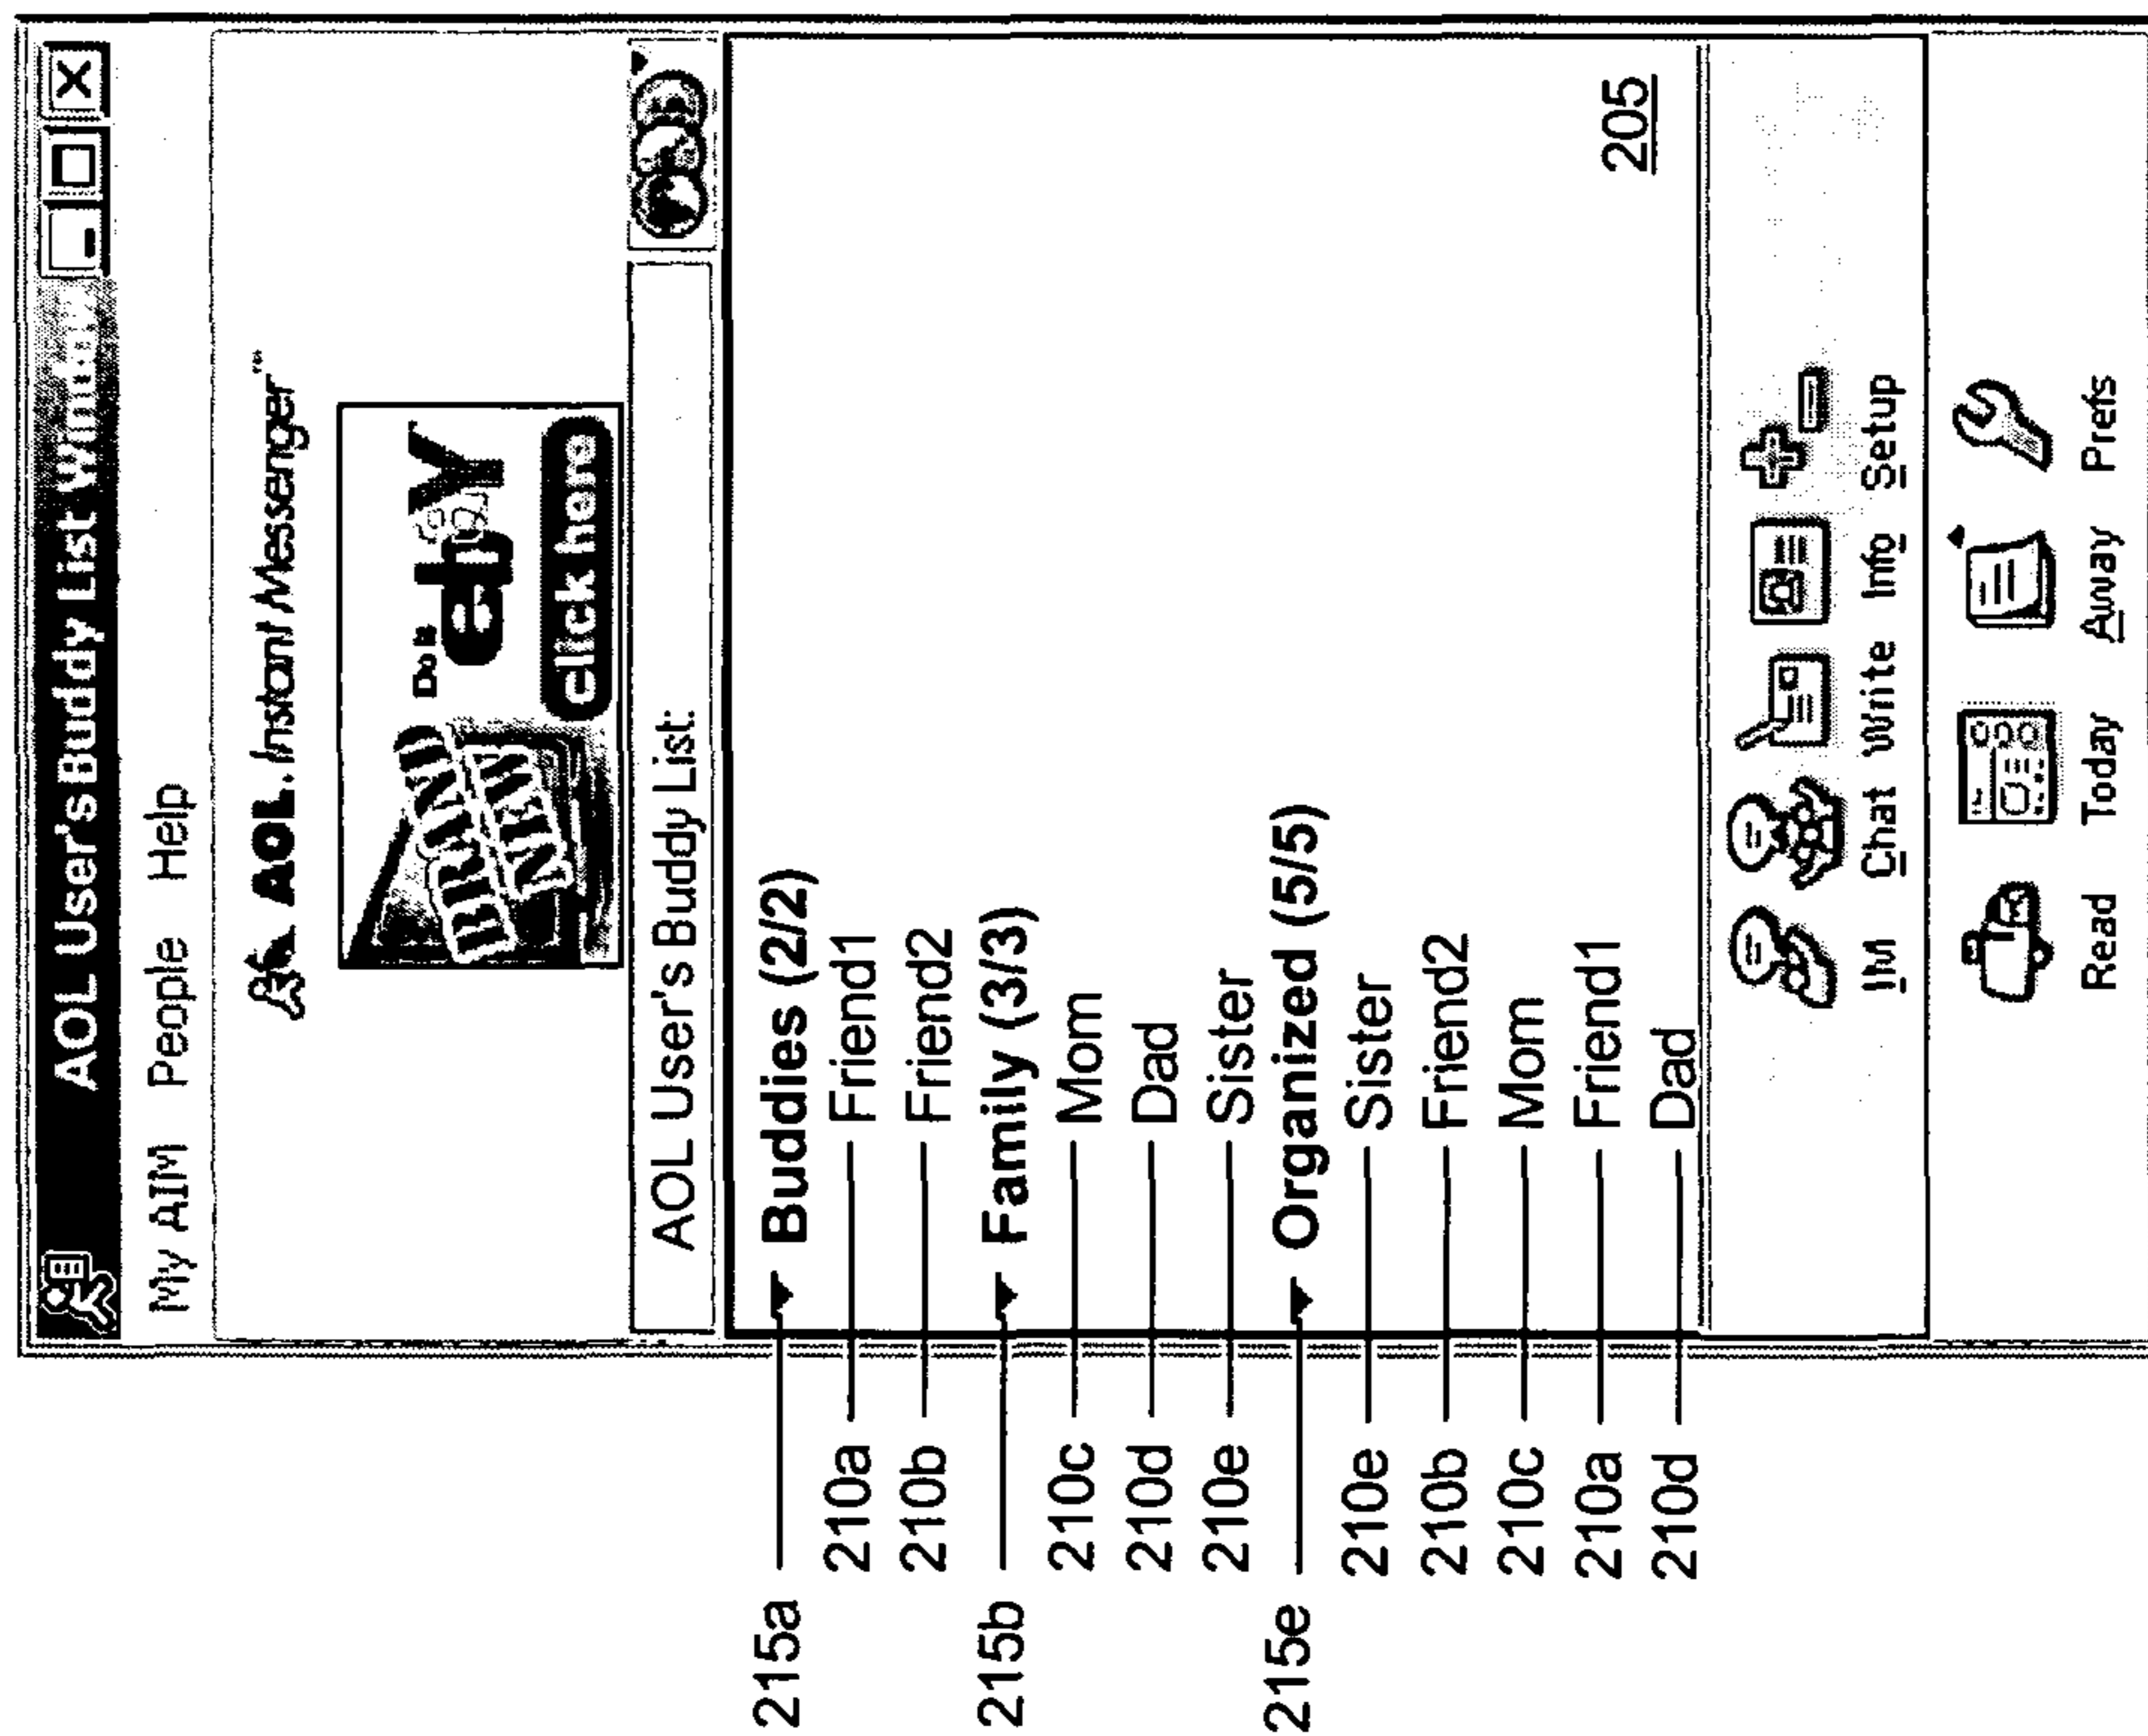 AOL User's Buddy List Window
My AIM People Help
AOL Instant Messenger™
BRAND NEW
Do it
ebY
click here
AOL User's Buddy List:
215a Buddies (2/2)
210a Friend1
210b Friend2
215b Family (3/3)
210c Mom
210d Dad
210e Sister
215e Organized (5/5)
210e Sister
210b Friend2
210c Mom
210a Friend1
210d Dad
205
IM Chat Write Info Setup
Read Today Away Prefs